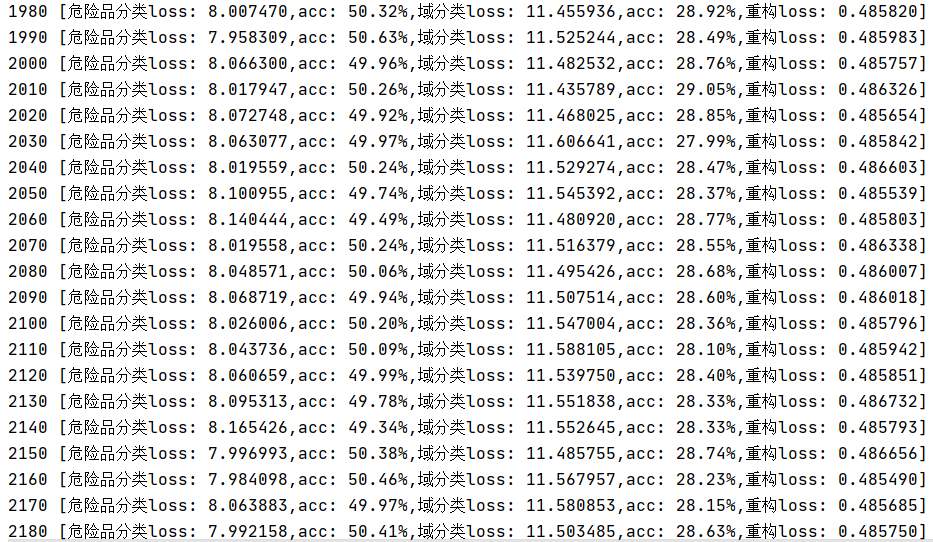 1980 [危险品分类loss: 8.007470,acc: 50.32%,域分类loss: 11.455936,acc: 28.92%,重构loss: 0.485820]
1990 [危险品分类loss: 7.958309,acc: 50.63%,域分类loss: 11.525244,acc: 28.49%,重构loss: 0.485983]
2000 [危险品分类loss: 8.066300,acc: 49.96%,域分类loss: 11.482532,acc: 28.76%,重构loss: 0.485757]
2010 [危险品分类loss: 8.017947,acc: 50.26%,域分类loss: 11.435789,acc: 29.05%,重构loss: 0.486326]
2020 [危险品分类loss: 8.072748,acc: 49.92%,域分类loss: 11.468025,acc: 28.85%,重构loss: 0.485654]
2030 [危险品分类loss: 8.063077,acc: 49.97%,域分类loss: 11.606641,acc: 27.99%,重构loss: 0.485842]
2040 [危险品分类loss: 8.019559,acc: 50.24%,域分类loss: 11.529274,acc: 28.47%,重构loss: 0.486603]
2050 [危险品分类loss: 8.100955,acc: 49.74%,域分类loss: 11.545392,acc: 28.37%,重构loss: 0.485539]
2060 [危险品分类loss: 8.140444,acc: 49.49%,域分类loss: 11.480920,acc: 28.77%,重构loss: 0.485803]
2070 [危险品分类loss: 8.019558,acc: 50.24%,域分类loss: 11.516379,acc: 28.55%,重构loss: 0.486338]
2080 [危险品分类loss: 8.048571,acc: 50.06%,域分类loss: 11.495426,acc: 28.68%,重构loss: 0.486007]
2090 [危险品分类loss: 8.068719,acc: 49.94%,域分类loss: 11.507514,acc: 28.60%,重构loss: 0.486018]
2100 [危险品分类loss: 8.026006,acc: 50.20%,域分类loss: 11.547004,acc: 28.36%,重构loss: 0.485796]
2110 [危险品分类loss: 8.043736,acc: 50.09%,域分类loss: 11.588105,acc: 28.10%,重构loss: 0.485942]
2120 [危险品分类loss: 8.060659,acc: 49.99%,域分类loss: 11.539750,acc: 28.40%,重构loss: 0.485851]
2130 [危险品分类loss: 8.095313,acc: 49.78%,域分类loss: 11.551838,acc: 28.33%,重构loss: 0.486732]
2140 [危险品分类loss: 8.165426,acc: 49.34%,域分类loss: 11.552645,acc: 28.33%,重构loss: 0.485793]
2150 [危险品分类loss: 7.996993,acc: 50.38%,域分类loss: 11.485755,acc: 28.74%,重构loss: 0.486656]
2160 [危险品分类loss: 7.984098,acc: 50.46%,域分类loss: 11.567957,acc: 28.23%,重构loss: 0.485490]
2170 [危险品分类loss: 8.063883,acc: 49.97%,域分类loss: 11.580853,acc: 28.15%,重构loss: 0.485685]
2180 [危险品分类loss: 7.992158,acc: 50.41%,域分类loss: 11.503485,acc: 28.63%,重构loss: 0.485750]